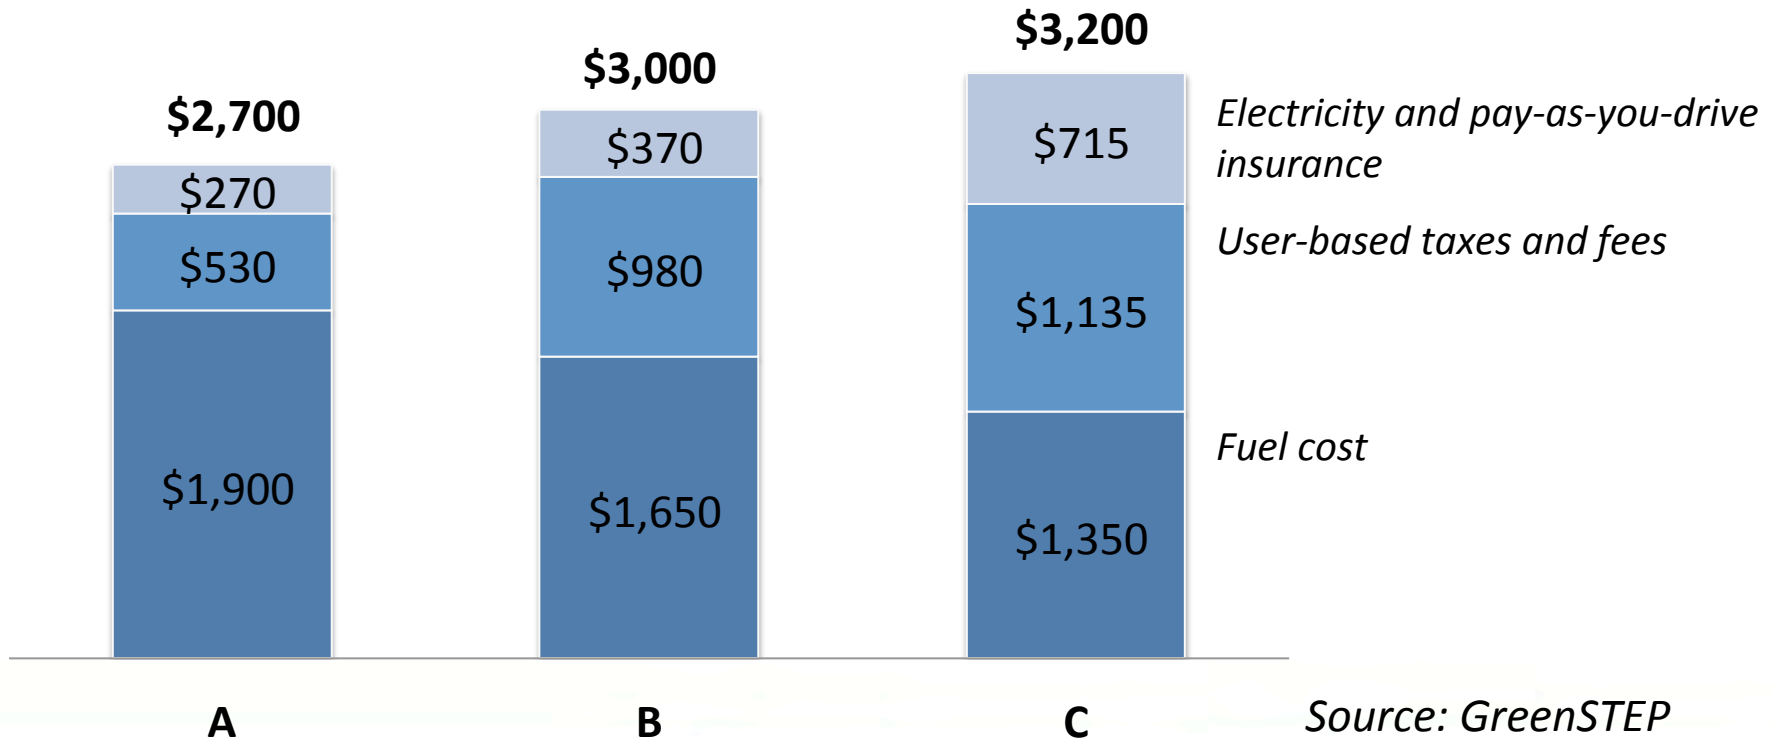 $3,200
$3,000
$2,700
Electricity and pay-as-you-drive
insurance
$715
$370
$270
User-based taxes and fees
$530
$980
$1,135
Fuel cost
$1,900
$1,650
$1,350
A
B
C
Source: GreenSTEP